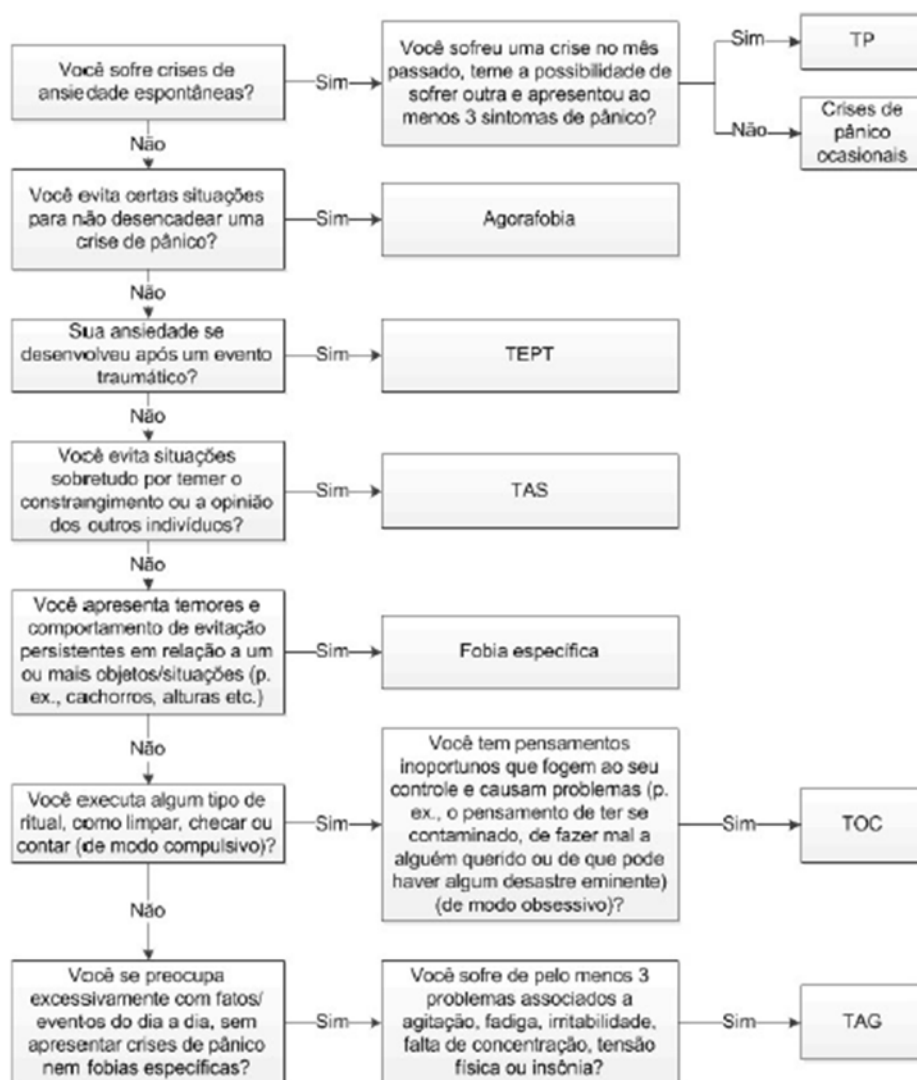 Você sofre crises de
ansiedade espontâneas?
Sim
Você sofreu uma crise no mês
passado, teme a possibilidade de
sofrer outra e apresentou ao
menos 3 sintomas de pânico?
Sim
TP
Não
Crises de
pânico
ocasionais
Não
Você evita certas situações
para não desencadear uma
crise de pânico?
Sim
Agorafobia
Não
Sua ansiedade se
desenvolveu após um evento
traumático?
Sim
TEPT
Não
Você evita situações
sobretudo por temer o
constrangimento ou a opinião
dos outros indivíduos?
Sim
TAS
Não
Você apresenta temores e
comportamento de evitação
persistentes em relação a um
ou mais objetos/situações (p.
ex., cachorros, alturas etc.)
Sim
Fobia específica
Não
Você executa algum tipo de
ritual, como limpar, checar ou
contar (de modo compulsivo)?
Sim
Você tem pensamentos
inoportunos que fogem ao seu
controle e causam problemas (p.
ex., o pensamento de ter se
contaminado, de fazer mal a
alguém querido ou de que pode
haver algum desastre eminente)
(de modo obsessivo)?
Sim
TOC
Não
Você se preocupa
excessivamente com fatos/
eventos do dia a dia, sem
apresentar crises de pânico
nem fobias específicas?
Sim
Você sofre de pelo menos 3
problemas associados a
agitação, fadiga, irritabilidade,
falta de concentração, tensão
física ou insônia?
Sim
TAG